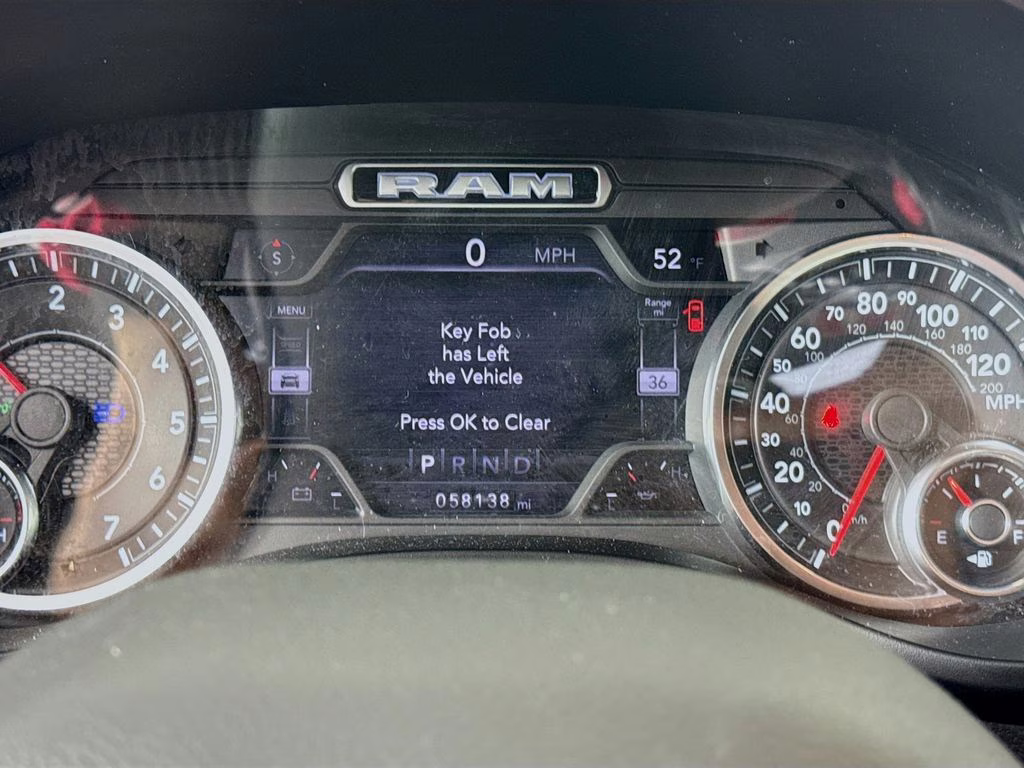 RAM
S
0 MPH
52 °F
MENU
Range
mi
36
Key Fob
has Left
the Vehicle
Press OK to Clear
P R N D
058138 mi
H
L
H
L
2
3
4
5
6
7
H
0
10
20
30
40
50
60
70
80
90
100
110
120
MPH
0
20
60
100
120
140
160
180
200
km/h
E
F